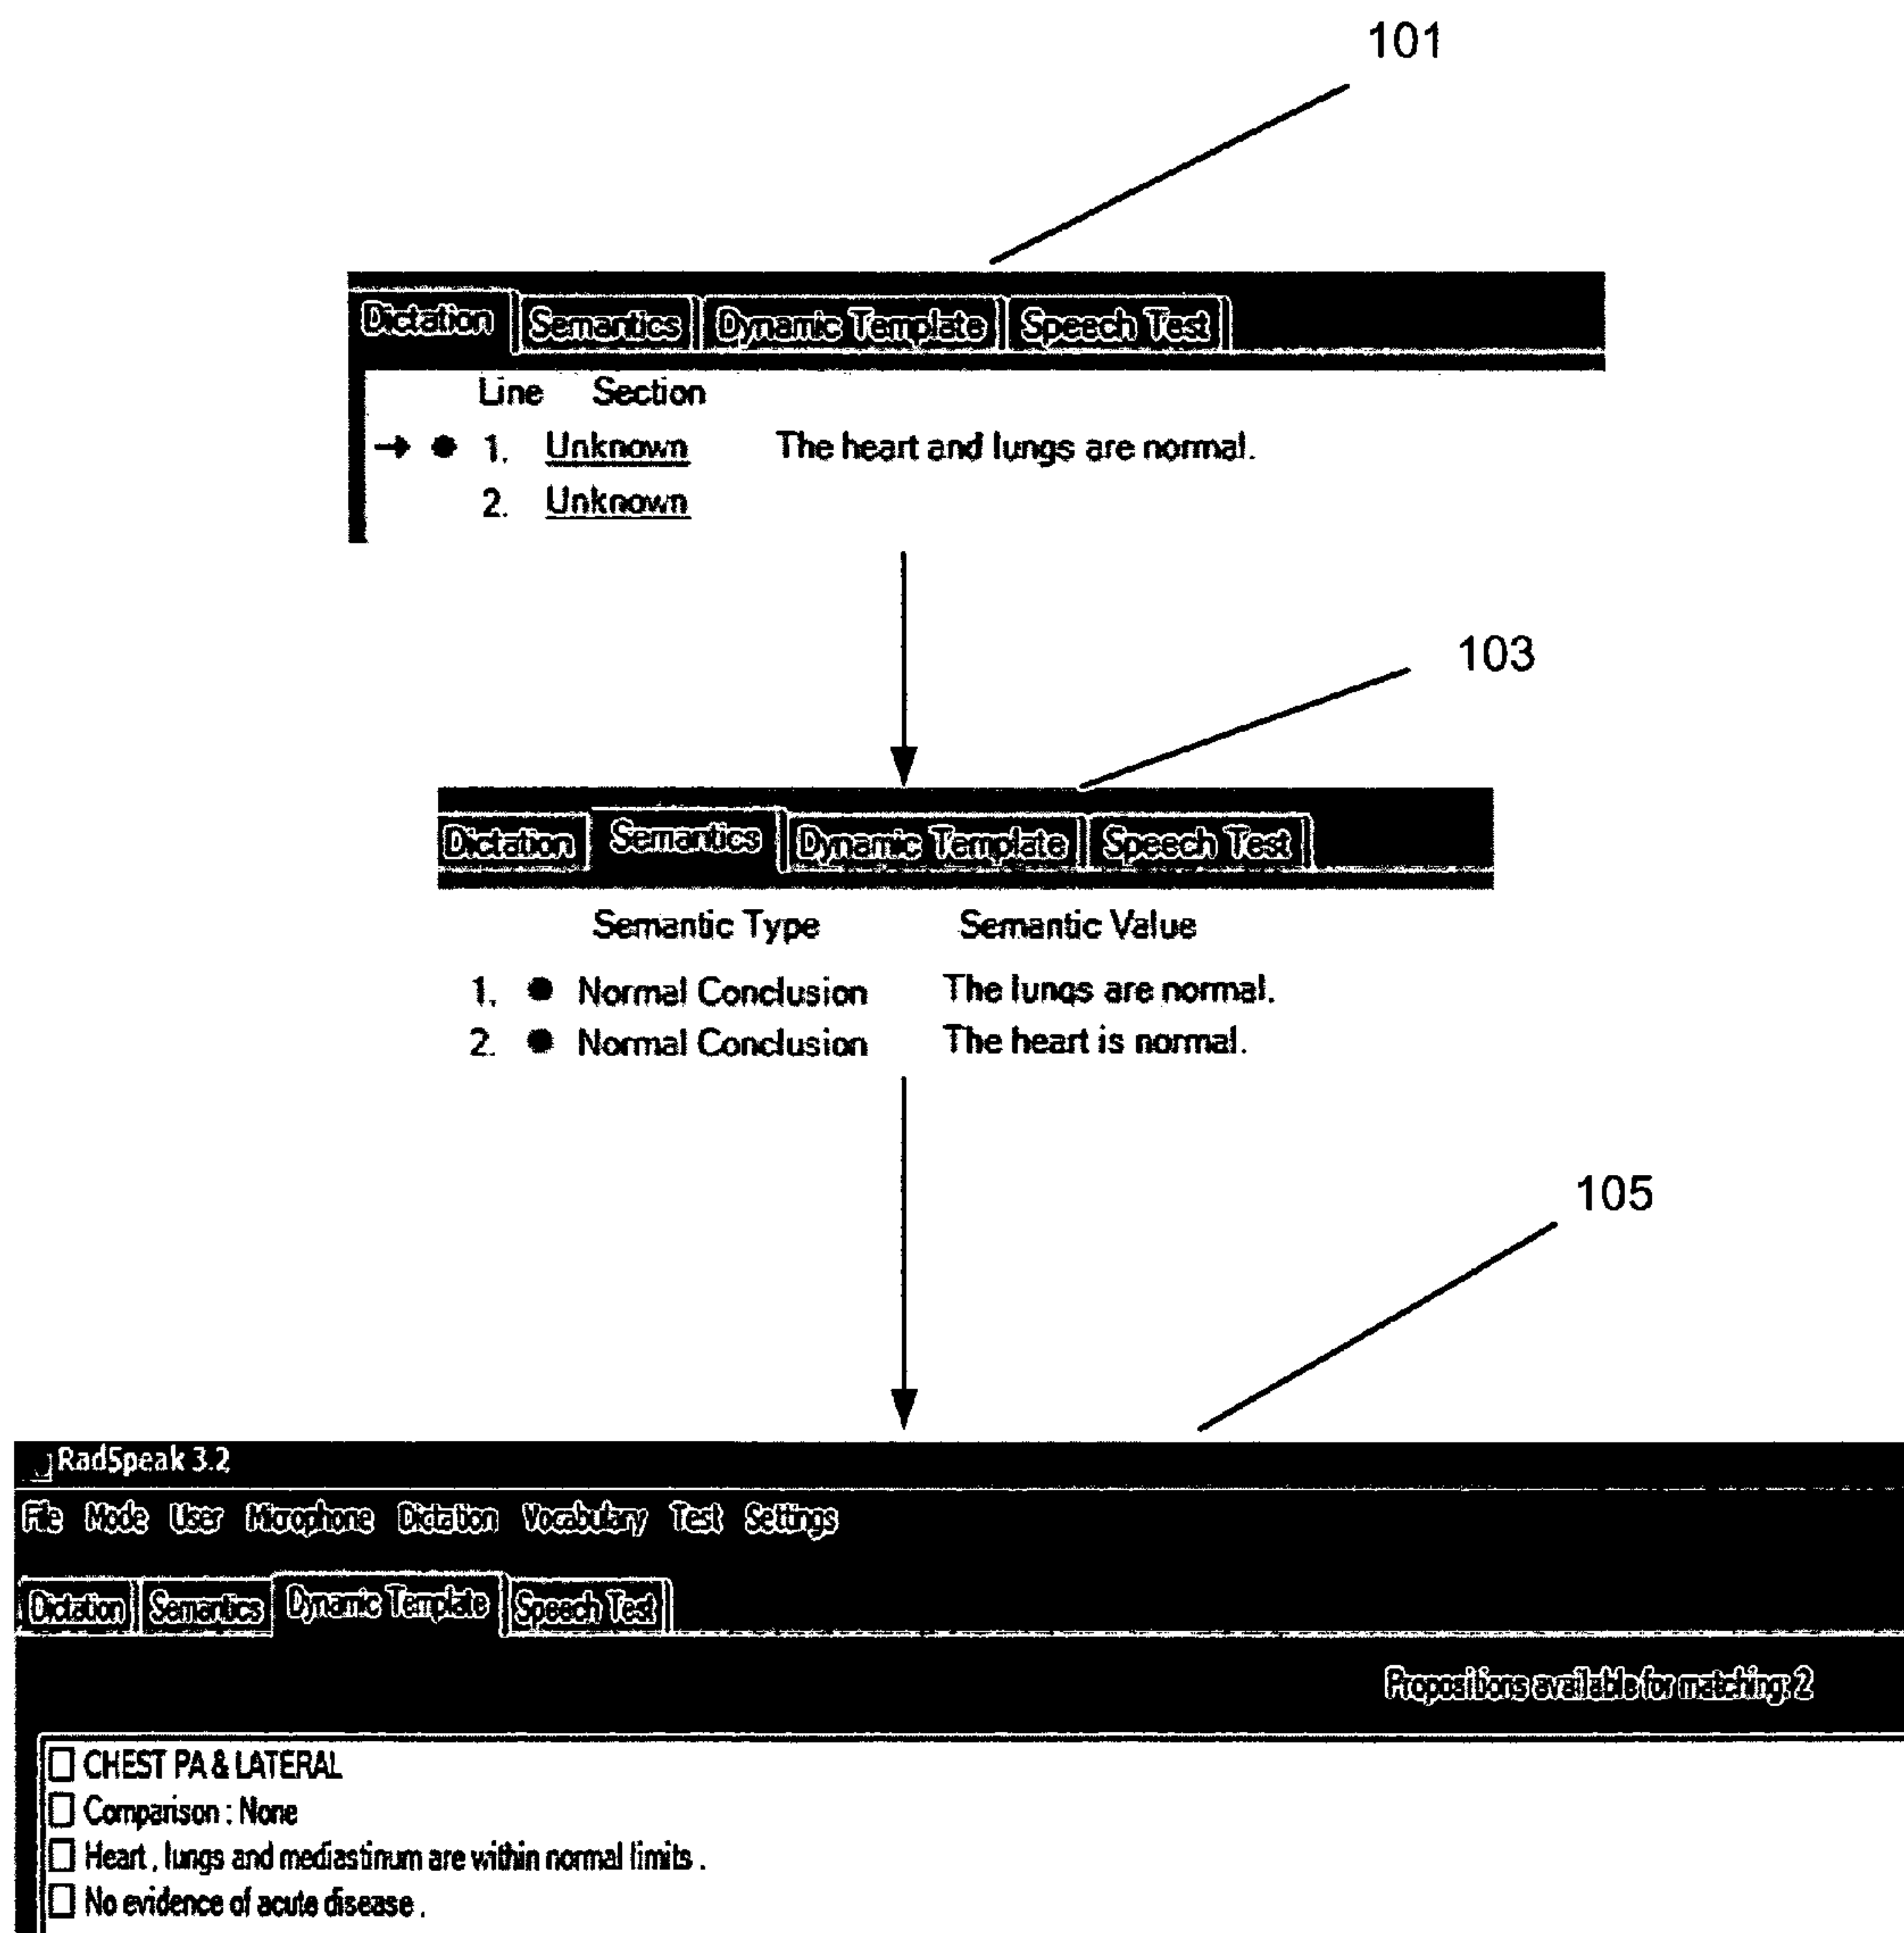 101
Dictation Semantics Dynamic Template Speech Test
Line Section
1. Unknown The heart and lungs are normal.
2. Unknown
103
Dictation Semantics Dynamic Template Speech Test
Semantic Type Semantic Value
1. Normal Conclusion The lungs are normal.
2. Normal Conclusion The heart is normal.
105
RadSpeak 3.2
File Mode User Microphone Dictation Vocabulary Test Settings
Dictation Semantics Dynamic Template Speech Test
Propositions available for matching: 2
CHEST PA & LATERAL
Comparison : None
Heart , lungs and mediastinum are within normal limits .
No evidence of acute disease .